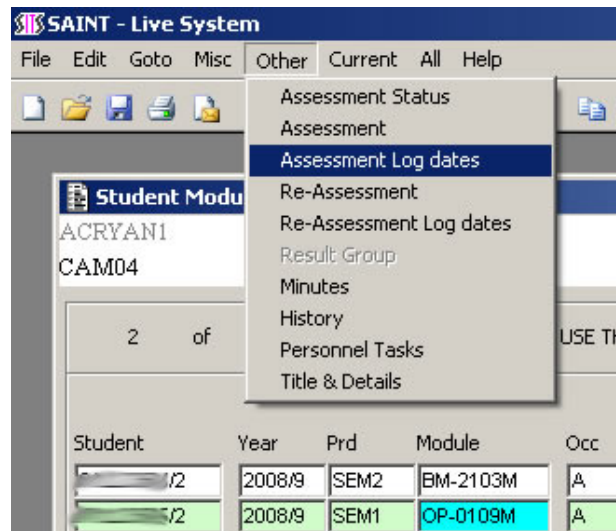 SITS SAINT - Live System
File Edit Goto Misc Other Current All Help
Assessment Status
Assessment
Assessment Log dates
Re-Assessment
Re-Assessment Log dates
Result Group
Minutes
History
Personnel Tasks
Title & Details
Student Modu
ACRYAN1
CAM04
2 of USE TH
Student Year Prd Module Occ
/2 2008/9 SEM2 BM-2103M A
/2 2008/9 SEM1 OP-0109M A